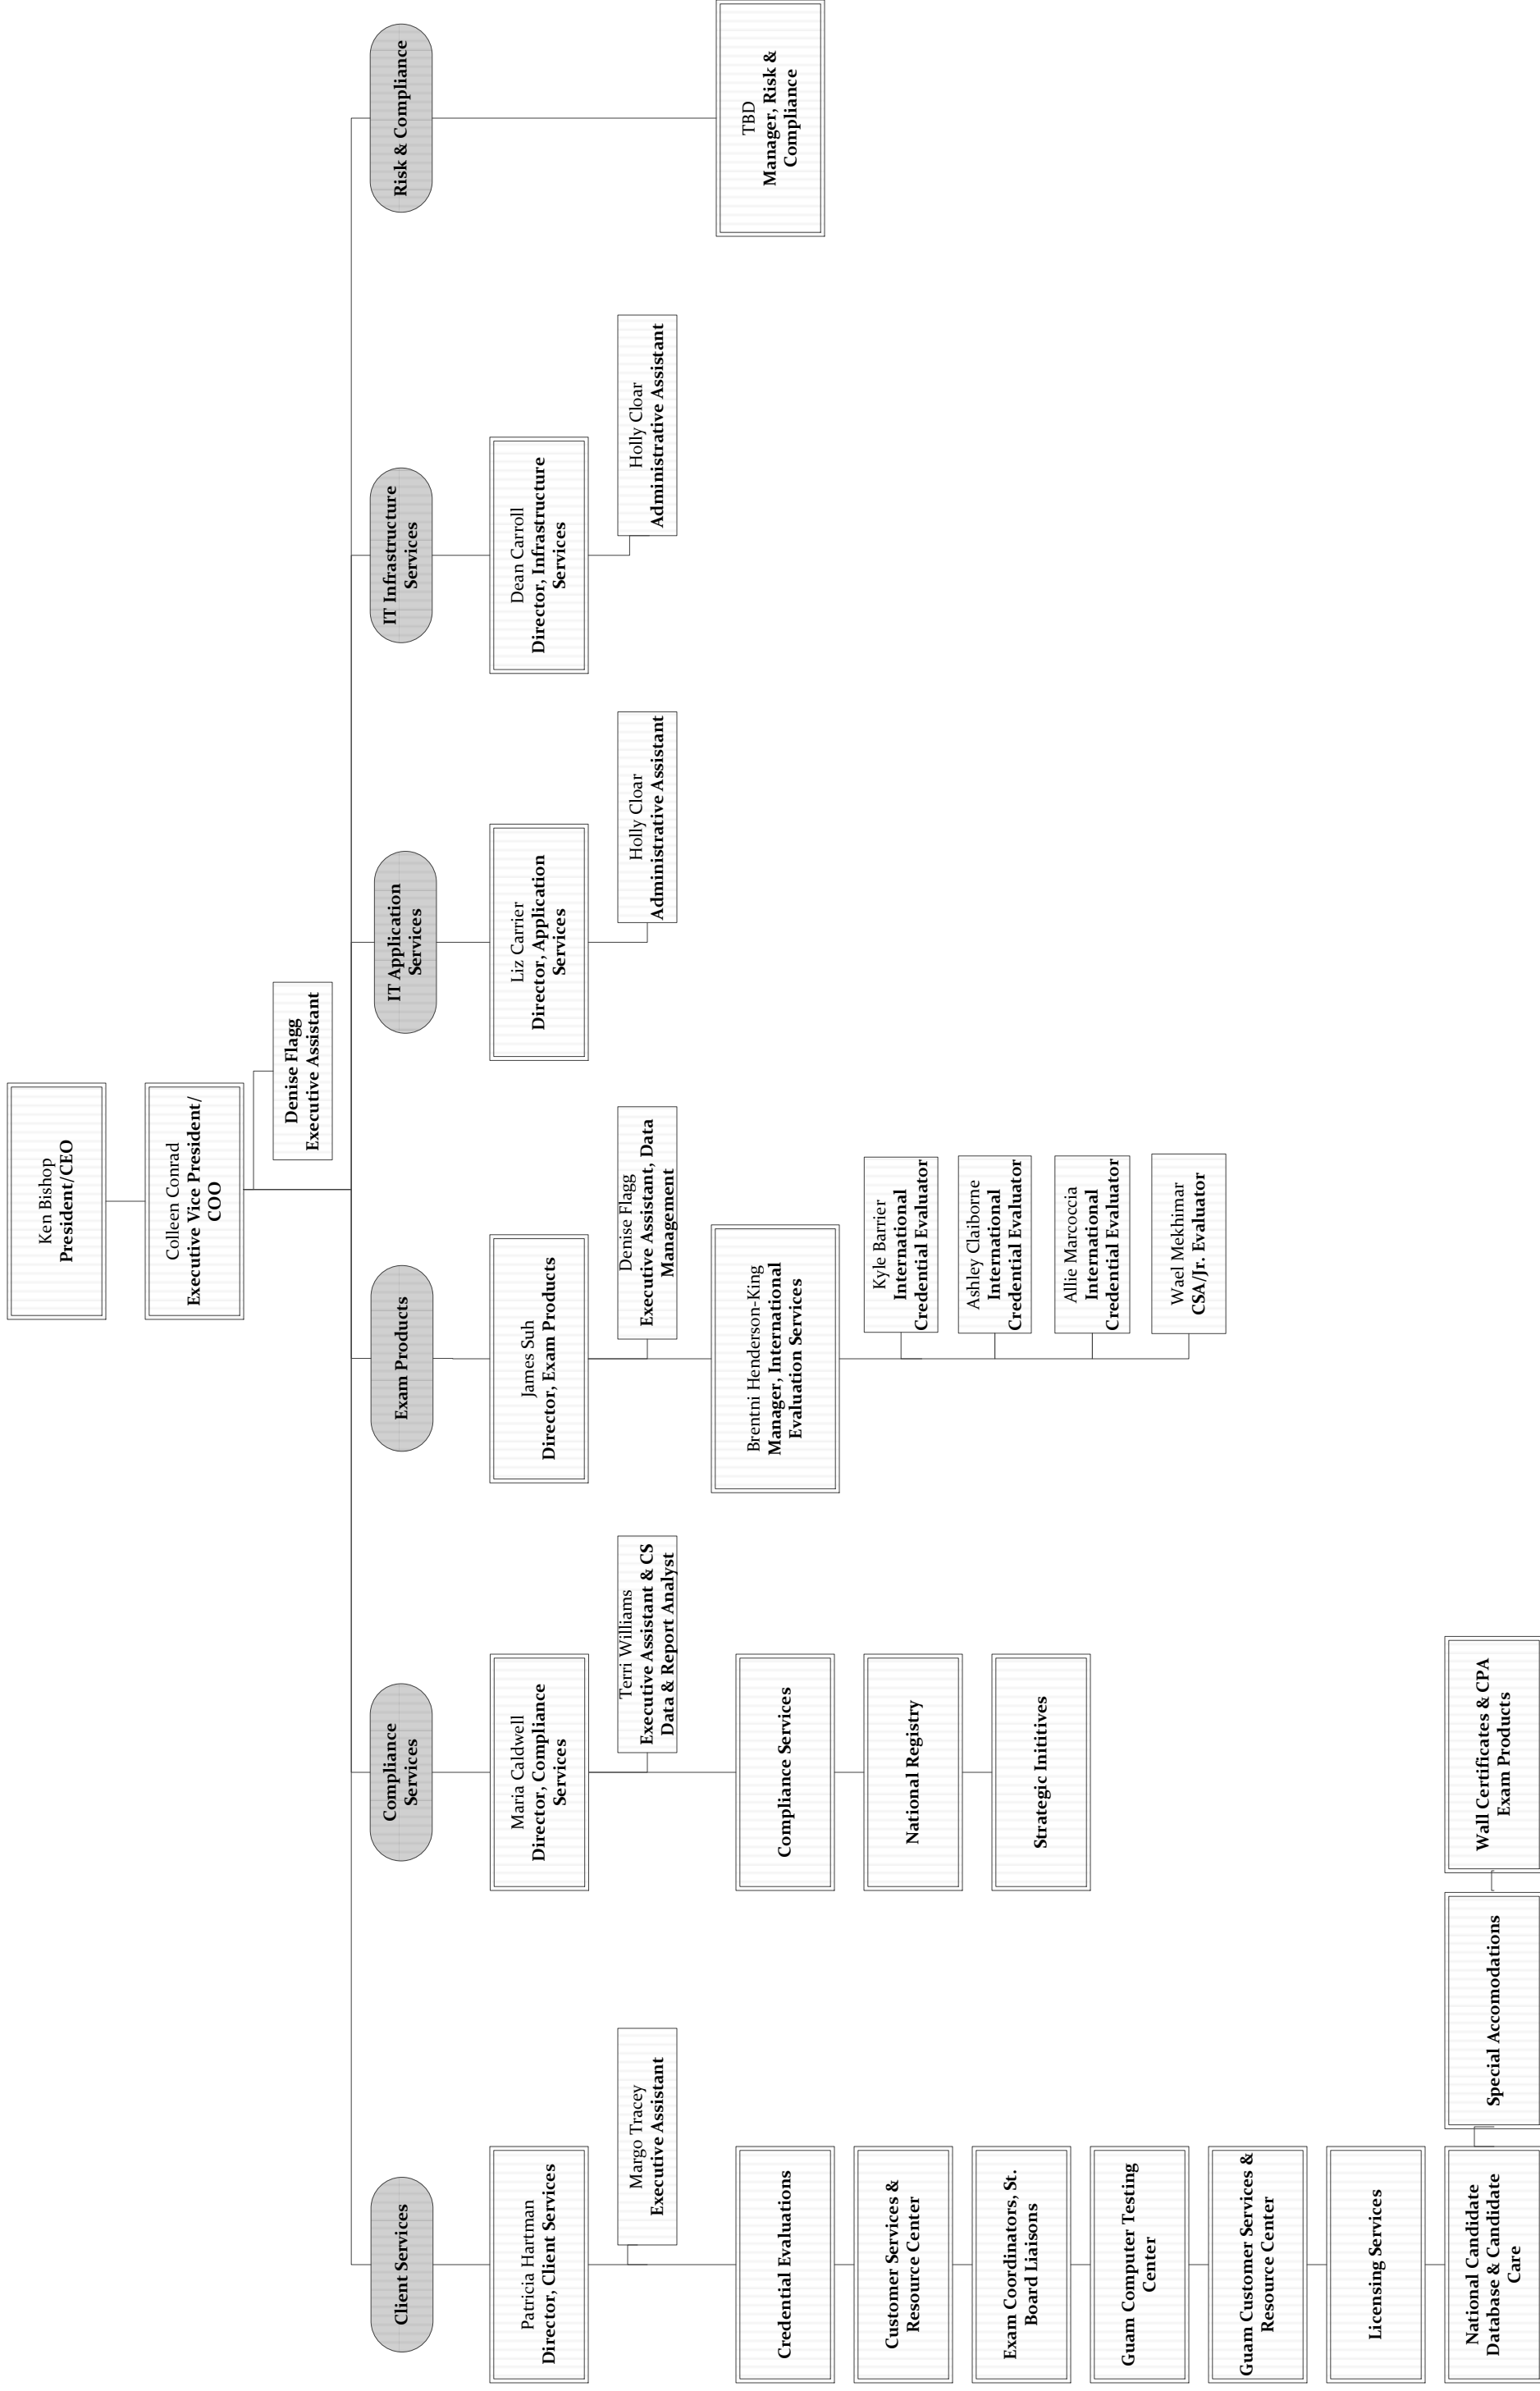 Ken Bishop
President/CEO
Colleen Conrad
Executive Vice President/
COO
Denise Flagg
Executive Assistant
Client Services
Compliance
Services
Exam Products
IT Application
Services
IT Infrastructure
Services
Risk & Compliance
Patricia Hartman
Director, Client Services
Margo Tracey
Executive Assistant
Credential Evaluations
Customer Services &
Resource Center
Exam Coordinators, St.
Board Liaisons
Guam Computer Testing
Center
Guam Customer Services &
Resource Center
Licensing Services
National Candidate
Database & Candidate
Care
Special Accomodations
Wall Certificates & CPA
Exam Products
Maria Caldwell
Director, Compliance
Services
Terri Williams
Executive Assistant & CS
Data & Report Analyst
Compliance Services
National Registry
Strategic Inititives
James Suh
Director, Exam Products
Denise Flagg
Executive Assistant, Data
Management
Brentni Henderson-King
Manager, International
Evaluation Services
Kyle Barrier
International
Credential Evaluator
Ashley Claiborne
International
Credential Evaluator
Allie Marcoccia
International
Credential Evaluator
Wael Mekhimar
CSA/Jr. Evaluator
Liz Carrier
Director, Application
Services
Holly Cloar
Administrative Assistant
Dean Carroll
Director, Infrastructure
Services
Holly Cloar
Administrative Assistant
TBD
Manager, Risk &
Compliance